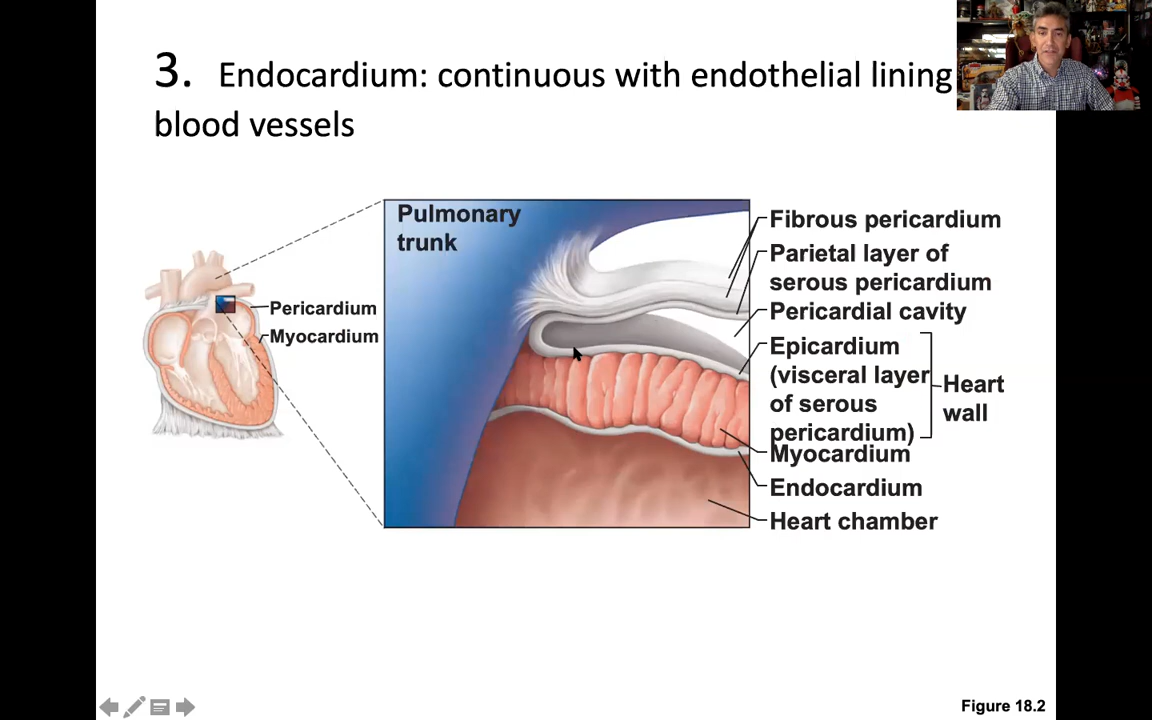 3. Endocardium: continuous with endothelial lining
blood vessels
Pulmonary
trunk
Pericardium
Myocardium
Fibrous pericardium
Parietal layer of
serous pericardium
Pericardial cavity
Epicardium
(visceral layer
of serous
pericardium)
Heart
wall
Myocardium
Endocardium
Heart chamber
Figure 18.2